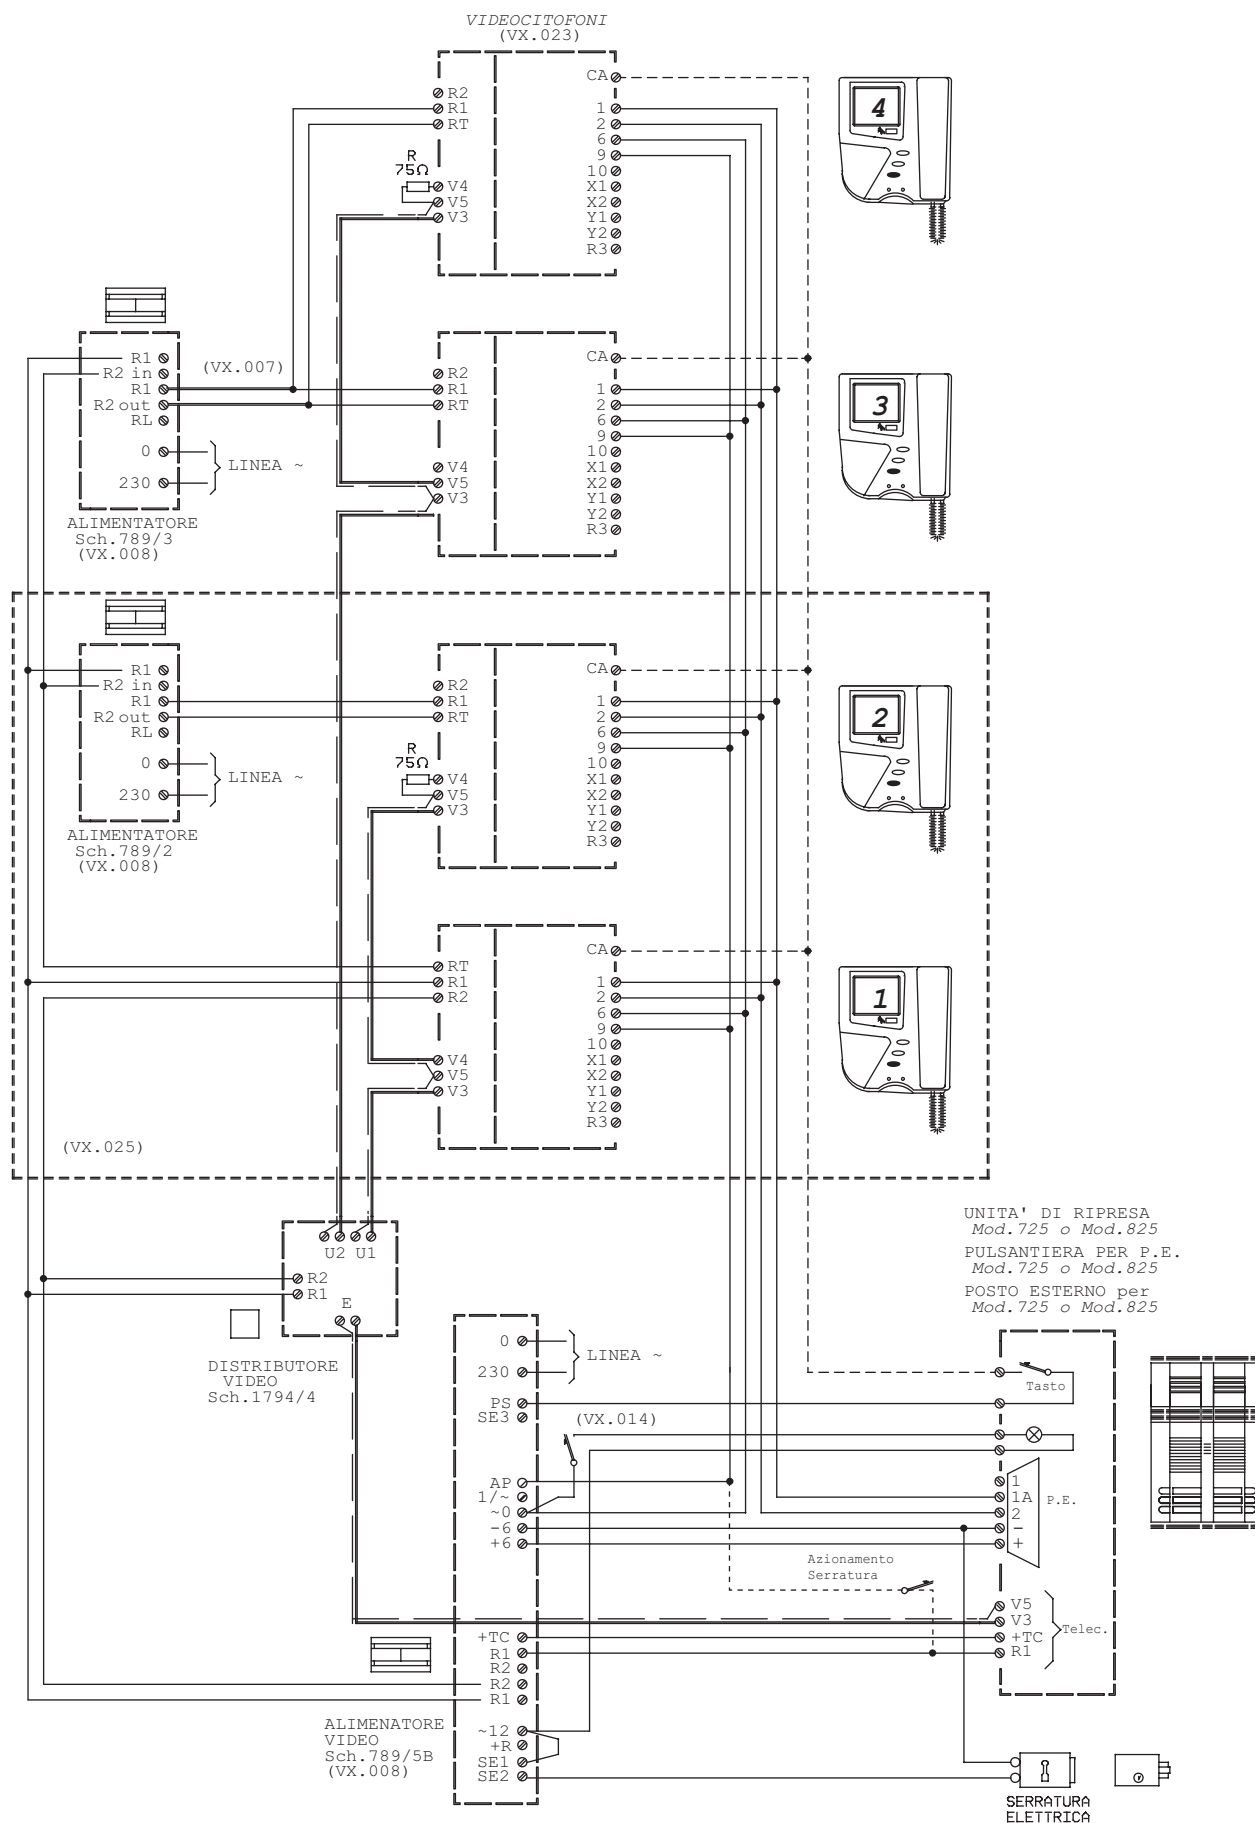 VIDEOCITOFONI
(VX.023)
CA
R2
R1
RT
1
2
6
9
10
X1
X2
Y1
Y2
R3
R
75Ω
V4
V5
V3
4
R1
R2 in
R1
R2 out
RL
0
230
LINEA ~
(VX.007)
ALIMENTATORE
Sch.789/3
(VX.008)
CA
R2
R1
RT
1
2
6
9
10
X1
X2
Y1
Y2
R3
V4
V5
V3
3
R1
R2 in
R1
R2 out
RL
0
230
LINEA ~
ALIMENTATORE
Sch.789/2
(VX.008)
CA
R2
R1
RT
1
2
6
9
10
X1
X2
Y1
Y2
R3
R
75Ω
V4
V5
V3
2
CA
RT
R1
R2
1
2
6
9
10
X1
X2
Y1
Y2
R3
V4
V5
V3
1
(VX.025)
U2 U1
R2
R1
E
DISTRIBUTORE
VIDEO
Sch.1794/4
UNITA' DI RIPRESA
Mod.725 o Mod.825
PULSANTIERA PER P.E.
Mod.725 o Mod.825
POSTO ESTERNO per
Mod.725 o Mod.825
0
230
LINEA ~
PS
SE3
(VX.014)
AP
1/~
~0
-6
+6
+TC
R1
R2
R2
R1
~12
+R
SE1
SE2
ALIMENATORE
VIDEO
Sch.789/5B
(VX.008)
Tasto
1
1A
2
-
+
P.E.
Azionamento
Serratura
V5
V3
+TC
R1
Telec.
SERRATURA
ELETTRICA